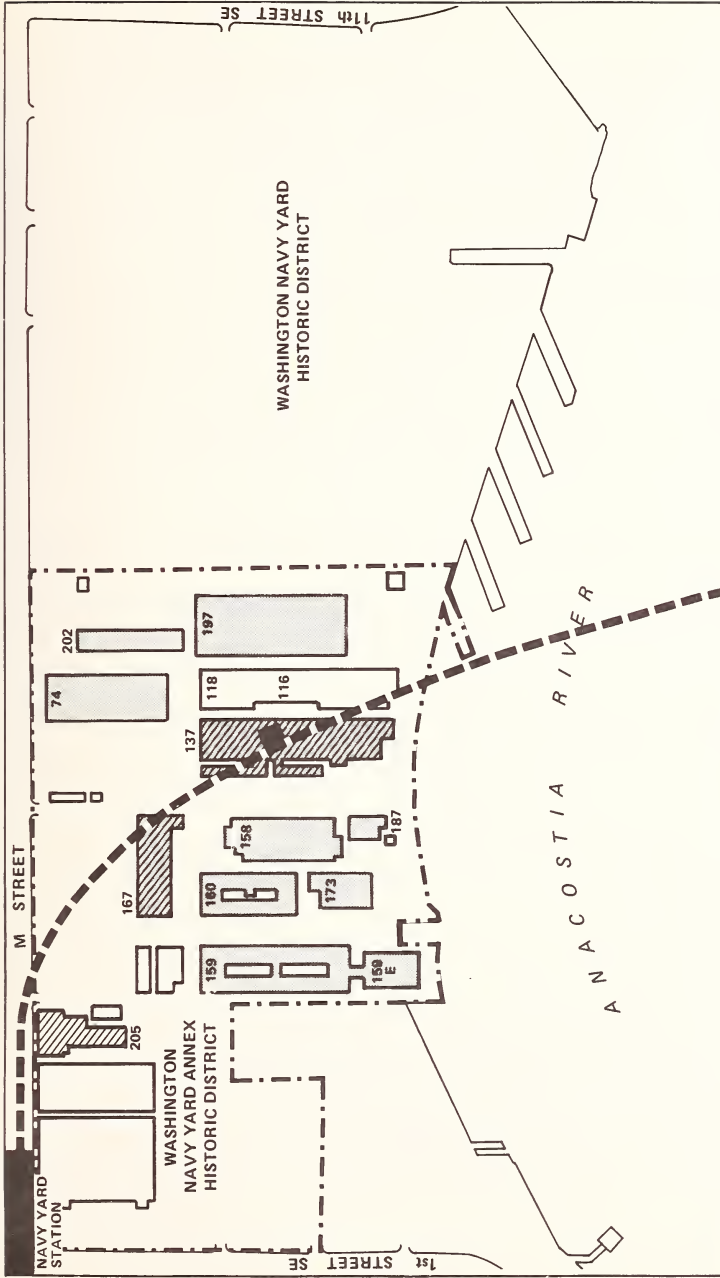 M STREET
11th STREET SE
NAVY YARD
STATION
WASHINGTON NAVY YARD
HISTORIC DISTRICT
WASHINGTON
NAVY YARD ANNEX
HISTORIC DISTRICT
205
167
74
202
137
118
116
197
158
187
160
173
159
159
E
1st STREET SE
ANACOSTIA RIVER